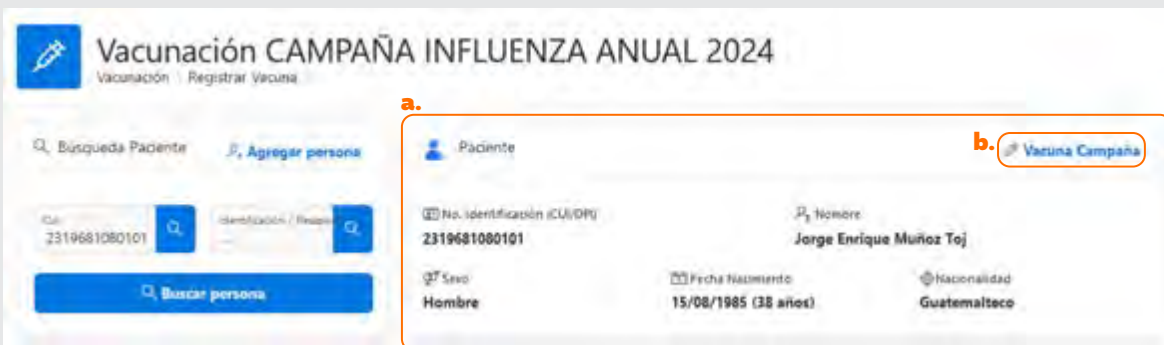 Vacunación CAMPAÑA INFLUENZA ANUAL 2024
Vacunación Registrar Vacuna
a.
Búsqueda Paciente
Agregar persona
Paciente
b.
Vacuna Campaña
CUI
2319681080101
Identificación /
Buscar persona
No. Identificación (CUI/DPI)
2319681080101
Nombre
Jorge Enrique Muñoz Toj
Sexo
Hombre
Fecha Nacimiento
15/08/1985 (38 años)
Nacionalidad
Guatemalteco